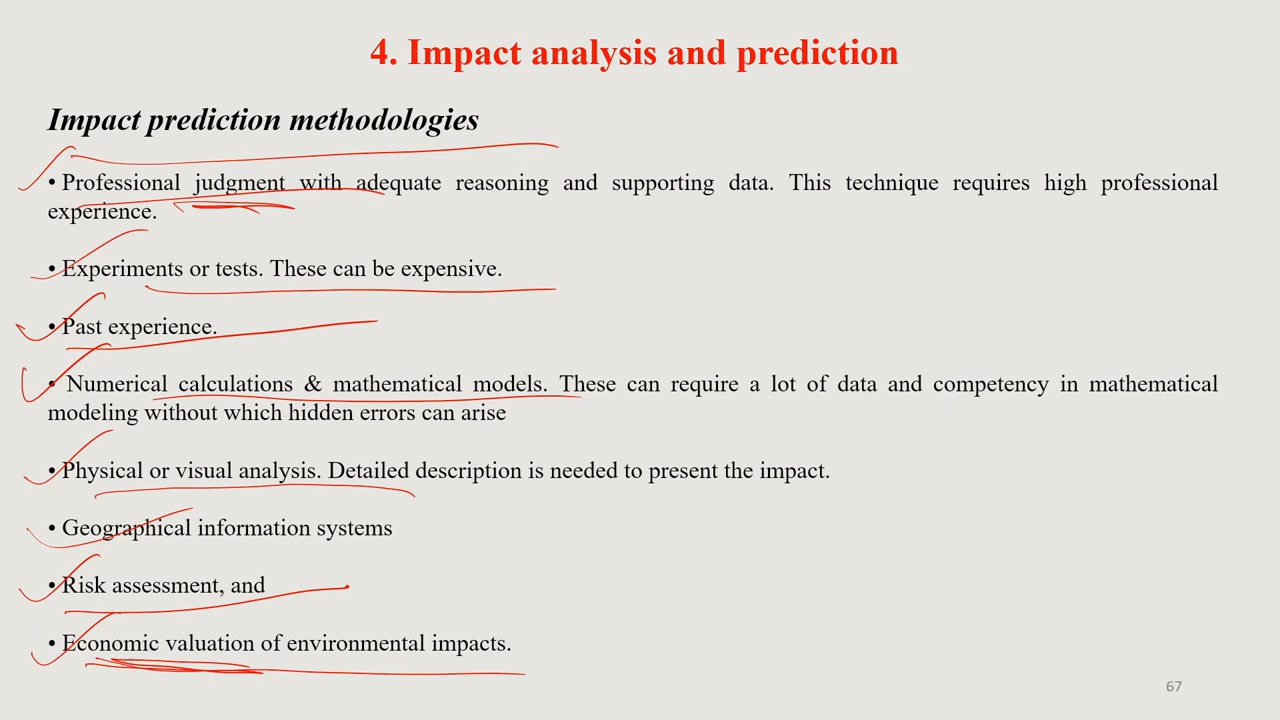 4. Impact analysis and prediction
Impact prediction methodologies
• Professional judgment with adequate reasoning and supporting data. This technique requires high professional
experience.
• Experiments or tests. These can be expensive.
• Past experience.
• Numerical calculations & mathematical models. These can require a lot of data and competency in mathematical
modeling without which hidden errors can arise
• Physical or visual analysis. Detailed description is needed to present the impact.
• Geographical information systems
• Risk assessment, and
• Economic valuation of environmental impacts.
67